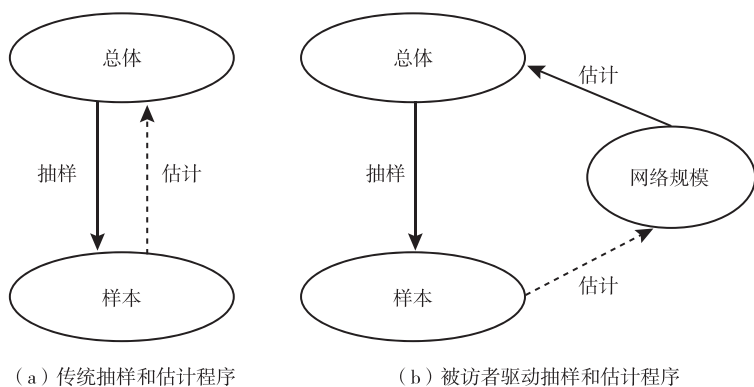 总体
抽样
估计
样本
(a)传统抽样和估计程序
总体
估计
抽样
网络规模
样本
估计
(b)被访者驱动抽样和估计程序